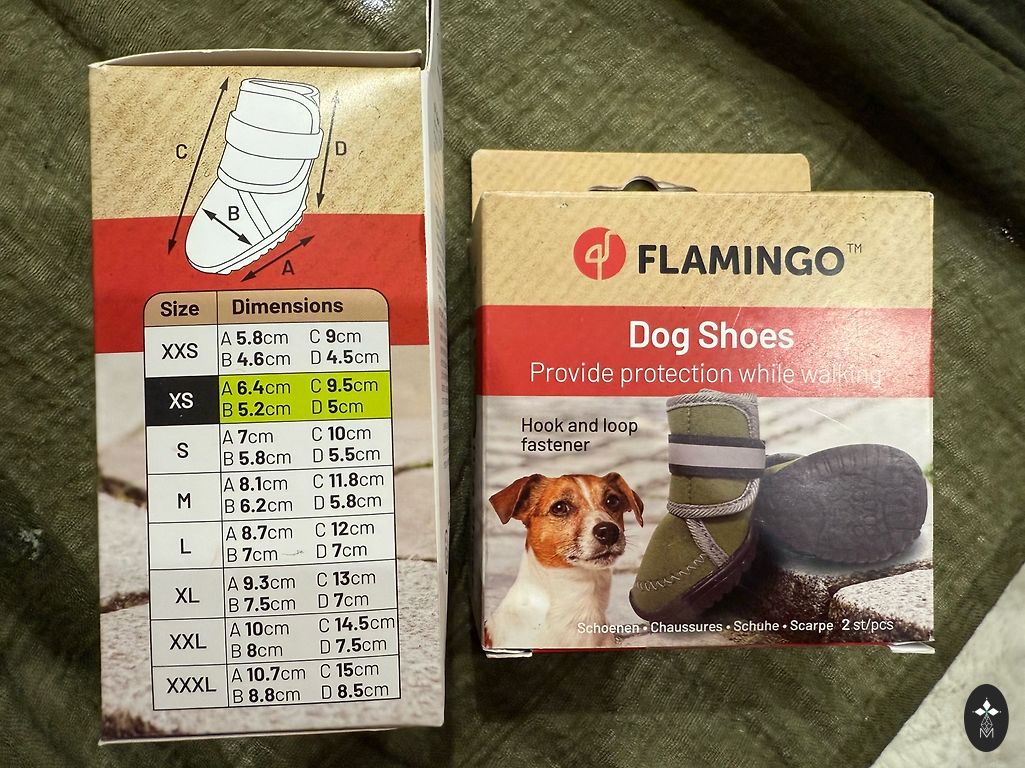 C
D
B
A
Size Dimensions
XXS A 5.8cm C 9cm
B 4.6cm D 4.5cm
XS A 6.4cm C 9.5cm
B 5.2cm D 5cm
S A 7cm C 10cm
B 5.8cm D 5.5cm
M A 8.1cm C 11.8cm
B 6.2cm D 5.8cm
L A 8.7cm C 12cm
B 7cm D 7cm
XL A 9.3cm C 13cm
B 7.5cm D 7cm
XXL A 10cm C 14.5cm
B 8cm D 7.5cm
XXXL A 10.7cm C 15cm
B 8.8cm D 8.5cm
FLAMINGO™
Dog Shoes
Provide protection while walking
Hook and loop
fastener
Schoenen • Chaussures • Schuhe • Scarpe 2 st/pcs
M